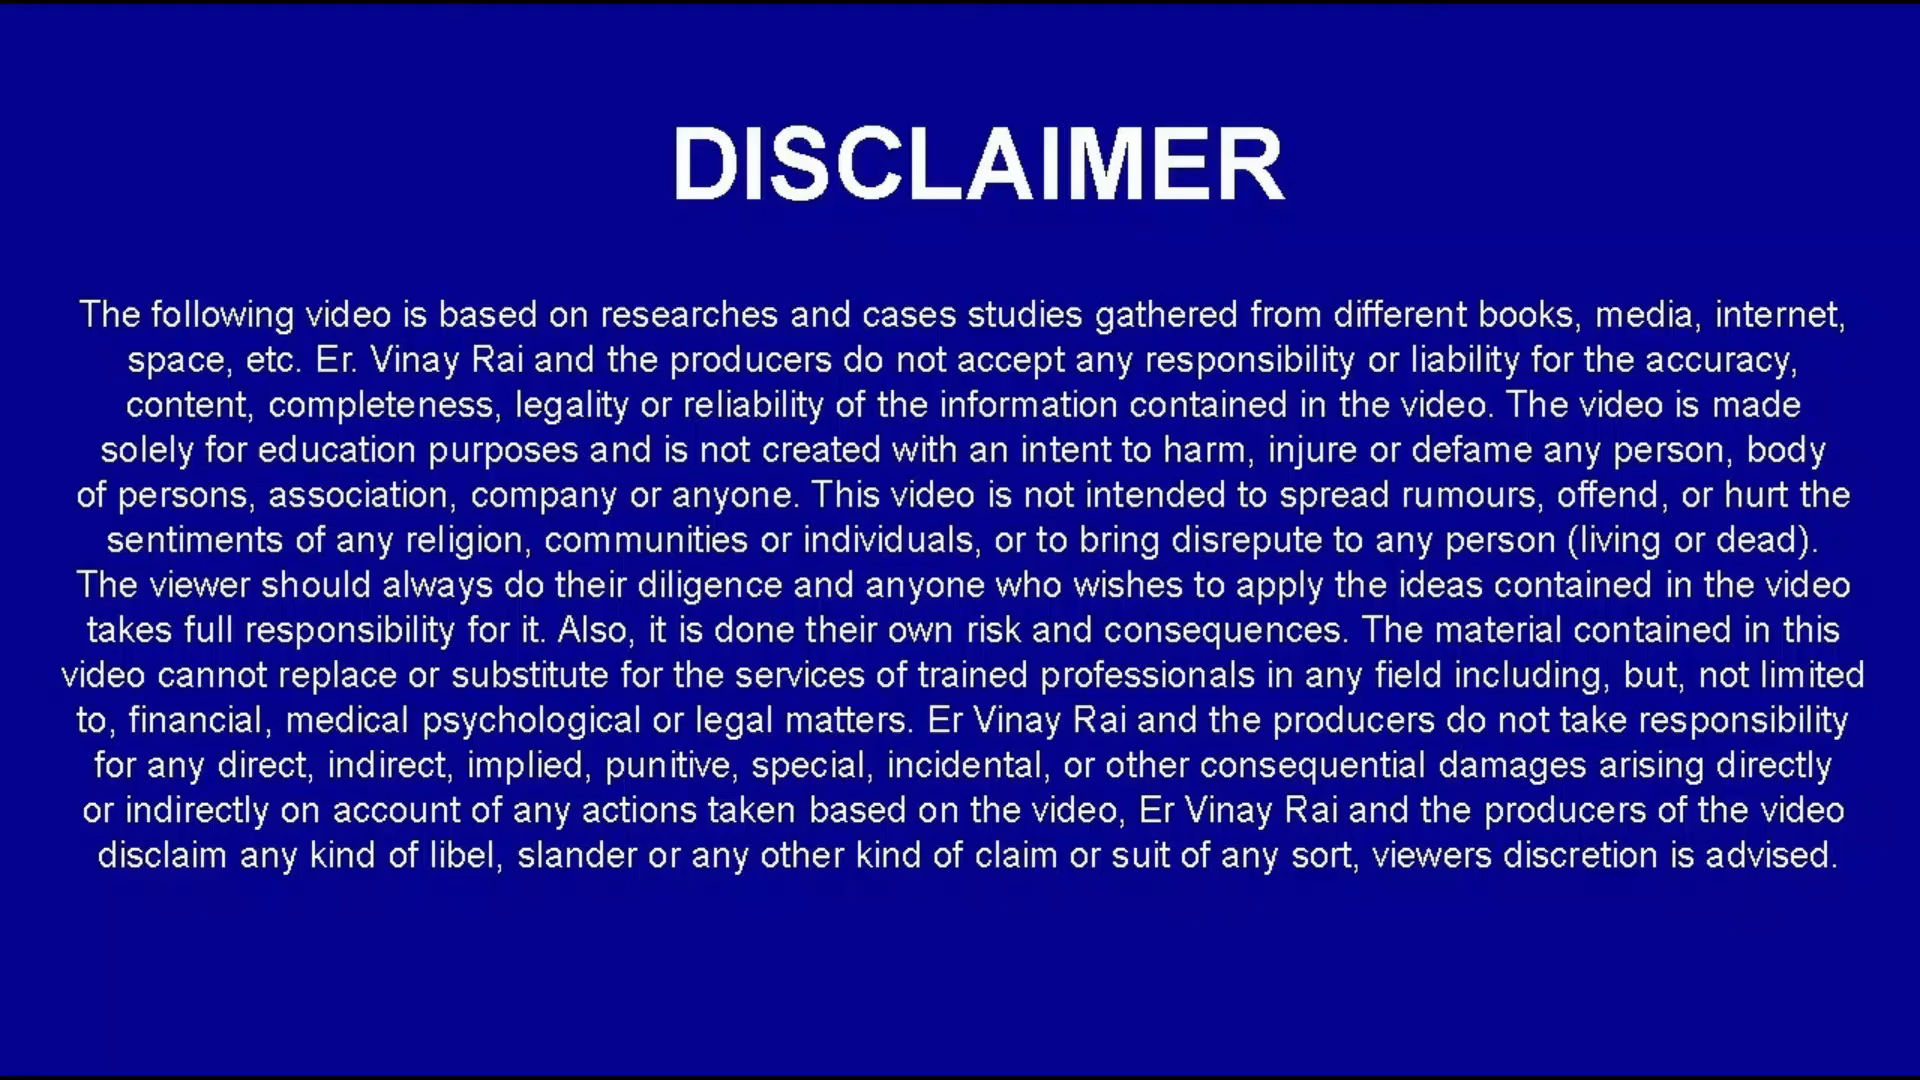 DISCLAIMER
The following video is based on researches and cases studies gathered from different books, media, internet,
space, etc. Er. Vinay Rai and the producers do not accept any responsibility or liability for the accuracy,
content, completeness, legality or reliability of the information contained in the video. The video is made
solely for education purposes and is not created with an intent to harm, injure or defame any person, body
of persons, association, company or anyone. This video is not intended to spread rumours, offend, or hurt the
sentiments of any religion, communities or individuals, or to bring disrepute to any person (living or dead).
The viewer should always do their diligence and anyone who wishes to apply the ideas contained in the video
takes full responsibility for it. Also, it is done their own risk and consequences. The material contained in this
video cannot replace or substitute for the services of trained professionals in any field including, but, not limited
to, financial, medical psychological or legal matters. Er Vinay Rai and the producers do not take responsibility
for any direct, indirect, implied, punitive, special, incidental, or other consequential damages arising directly
or indirectly on account of any actions taken based on the video, Er Vinay Rai and the producers of the video
disclaim any kind of libel, slander or any other kind of claim or suit of any sort, viewers discretion is advised.